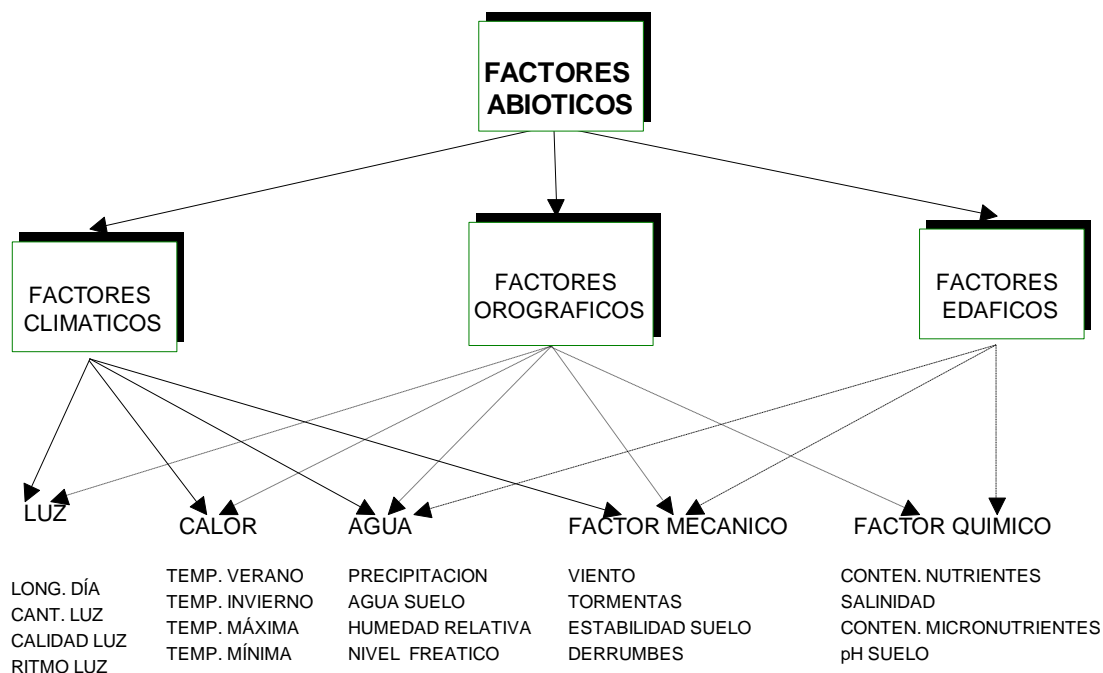 FACTORES
ABIOTICOS
FACTORES
CLIMATICOS
FACTORES
OROGRAFICOS
FACTORES
EDAFICOS
LUZ
LONG. DÍA
CANT. LUZ
CALIDAD LUZ
RITMO LUZ
CALOR
TEMP. VERANO
TEMP. INVIERNO
TEMP. MÁXIMA
TEMP. MÍNIMA
AGUA
PRECIPITACION
AGUA SUELO
HUMEDAD RELATIVA
NIVEL FREATICO
FACTOR MECANICO
VIENTO
TORMENTAS
ESTABILIDAD SUELO
DERRUMBES
FACTOR QUIMICO
CONTEN. NUTRIENTES
SALINIDAD
CONTEN. MICRONUTRIENTES
pH SUELO